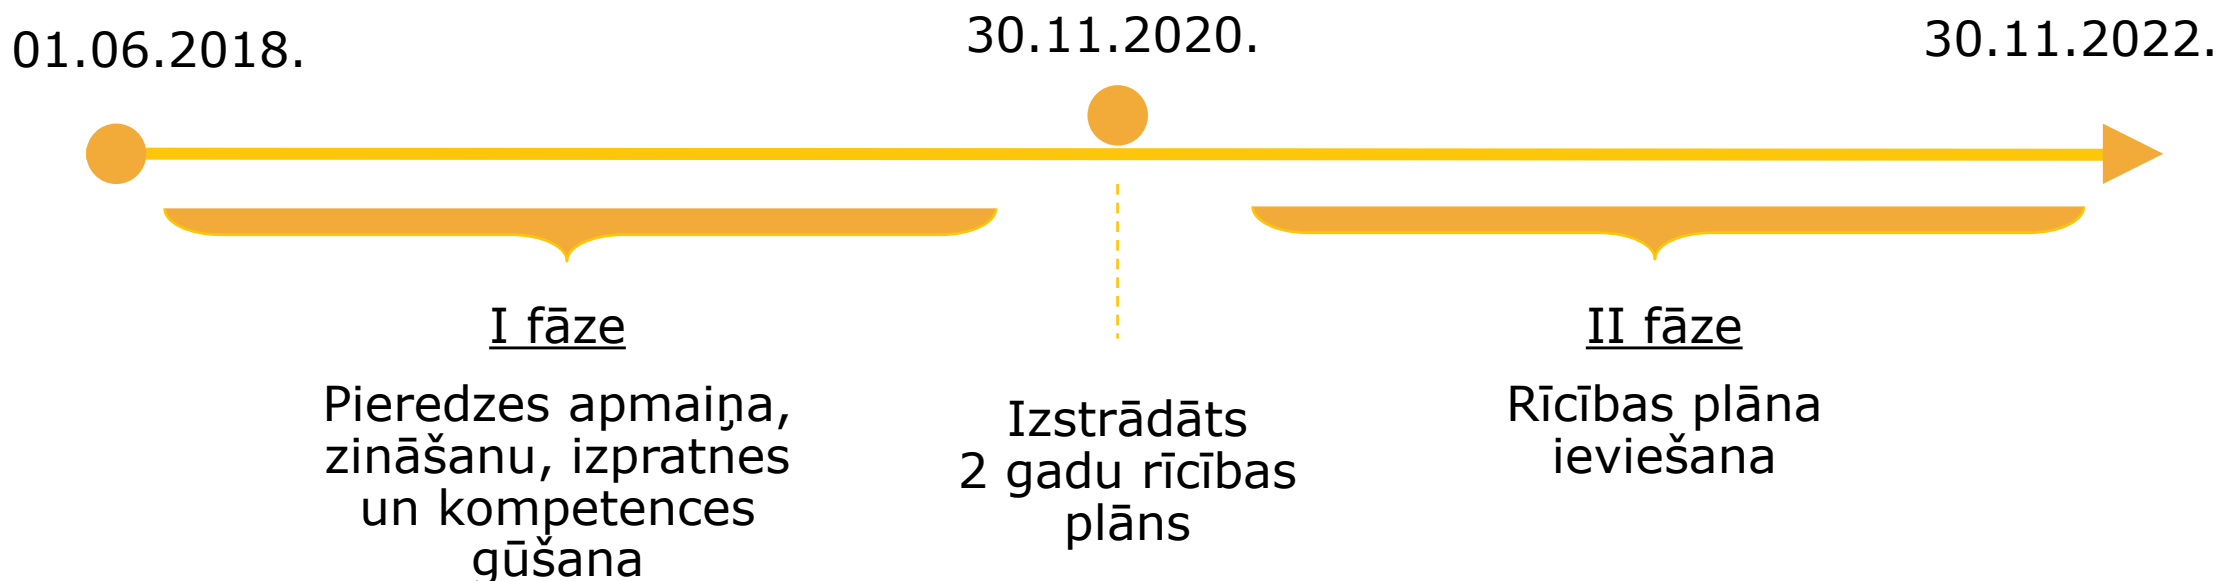 01.06.2018.
30.11.2020.
30.11.2022.
I fāze
Pieredzes apmaiņa,
zināšanu, izpratnes
un kompetences
gūšana
Izstrādāts
2 gadu rīcības
plāns
II fāze
Rīcības plāna
ieviešana